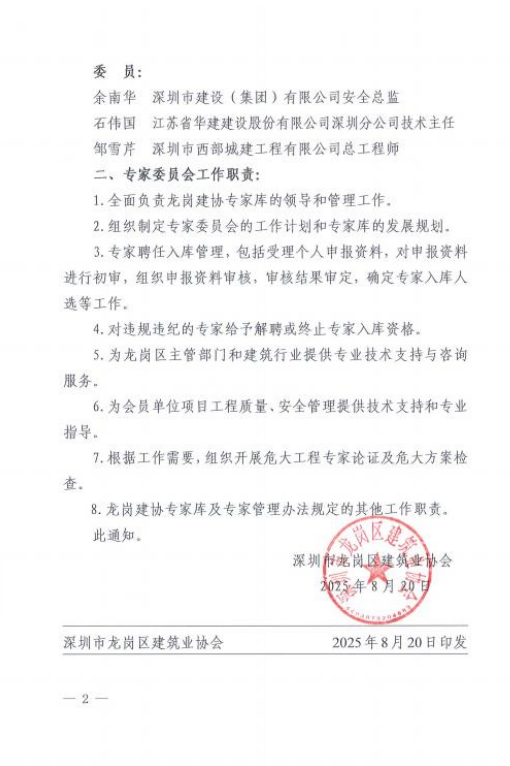 委 员：
余南华 深圳市建设（集团）有限公司安全总监
石伟国 江苏省华建建设股份有限公司深圳分公司技术主任
邹雪芹 深圳市西部城建工程有限公司总工程师
二、专家委员会工作职责：
1.全面负责龙岗建协专家库的领导和管理工作。
2.组织制定专家委员会的工作计划和专家库的发展规划。
3.专家聘任入库管理，包括受理个人申报资料，对申报资料
进行初审，组织申报资料审核，审核结果审定，确定专家入库人
选等工作。
4.对违规违纪的专家给予解聘或终止专家入库资格。
5.为龙岗区主管部门和建筑行业提供专业技术支持与咨询
服务。
6.为会员单位项目工程质量、安全管理提供技术支持和专业
指导。
7.根据工作需要，组织开展危大工程专家论证及危大方案检
查。
8.龙岗建协专家库及专家管理办法规定的其他工作职责。
此通知。
深圳市龙岗区建筑业协会
2025年8月20日
深圳市龙岗区建筑业协会
深圳市龙岗区建筑业协会 2025年8月20日印发
— 2 —